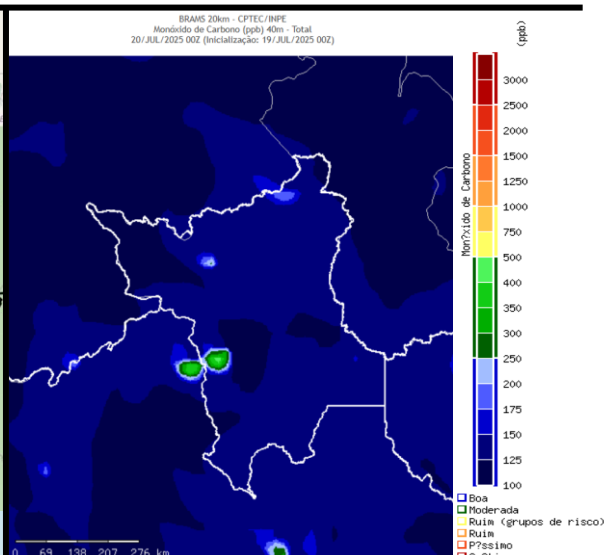 BRAMS 20km - CPTEC/INPE
Monóxido de Carbono (ppb) 40m - Total
20/JUL/2025 00Z (Inicialização: 19/JUL/2025 00Z)
(ppb)
3000
2500
2000
1500
1250
1000
750
500
400
350
300
250
200
175
150
125
100
Mon?xido de Carbono
Boa
Moderada
Ruim (grupos de risco)
Ruim
P?ssimo
0 69 138 207 276 km